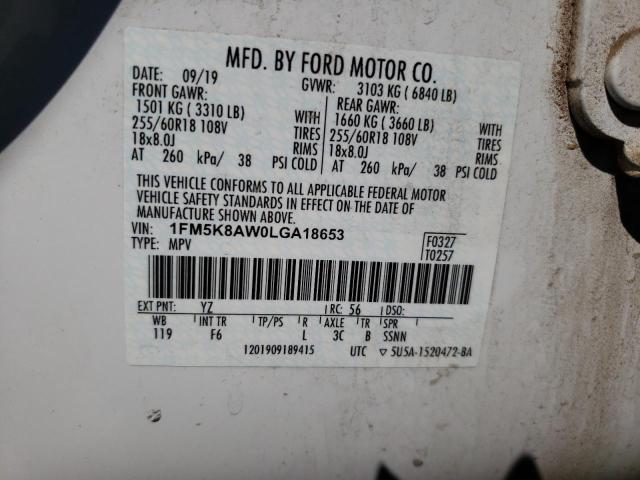 MFD. BY FORD MOTOR CO.
DATE: 09/19 GVWR: 3103 KG ( 6840 LB)
FRONT GAWR: REAR GAWR:
1501 KG ( 3310 LB) WITH 1660 KG ( 3660 LB) WITH
255/60R18 108V TIRES 255/60R18 108V TIRES
18x8.0J RIMS 18x8.0J RIMS
AT 260 kPa/ 38 PSI COLD AT 260 kPa/ 38 PSI COLD
THIS VEHICLE CONFORMS TO ALL APPLICABLE FEDERAL MOTOR
VEHICLE SAFETY STANDARDS IN EFFECT ON THE DATE OF
MANUFACTURE SHOWN ABOVE.
VIN: 1FM5K8AW0LGA18653 F0327
TYPE: MPV T0257
EXT PNT: YZ RC: 56 DSO:
WB INT TR TP/PS R AXLE TR SPR
119 F6 L 3C B SSNN
1201909189415 UTC ▽ 5U5A-1520472-BA